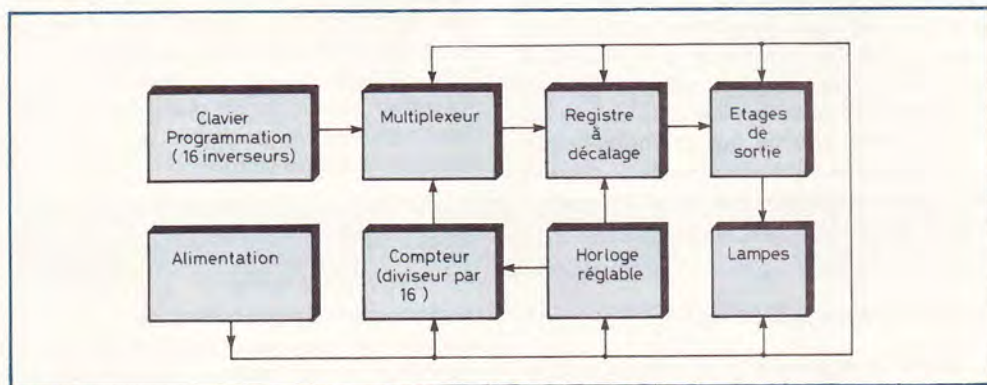 Clavier
Programmation
( 16 inverseurs)
Multiplexeur
Registre
à
décalage
Etages
de
sortie
Alimentation
Compteur
(diviseur par
16 )
Horloge
réglable
Lampes